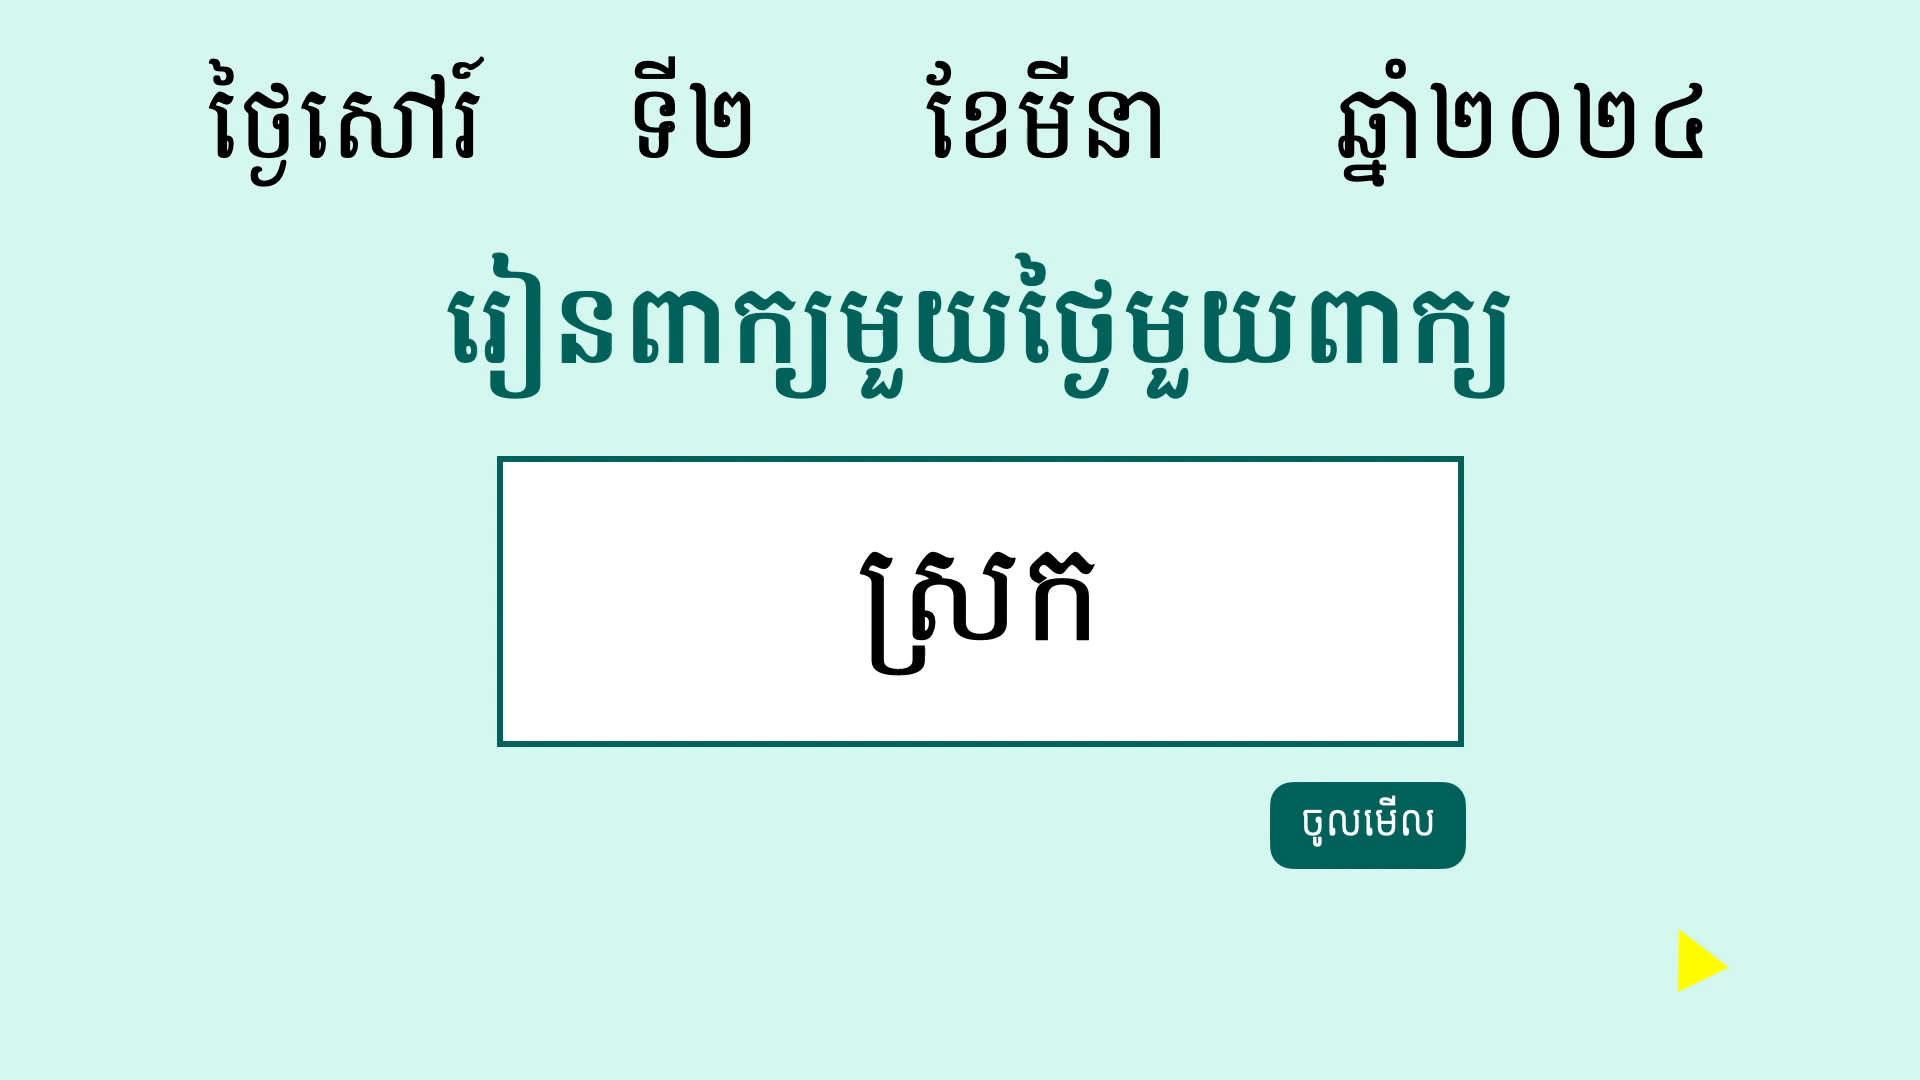 ថ្ងៃសៅរ៍ ទី២ ខែមីនា ឆ្នាំ២០២៤
រៀនពាក្យមួយថ្ងៃមួយពាក្យ
ស្រក
ចូលមើល